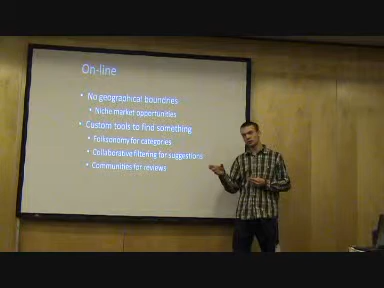 On-line
• No geographical boundries
• Niche market opportunities
• Custom tools to find something
• Folksonomy for categories
• Collaborative filtering for suggestions
• Communities for reviews